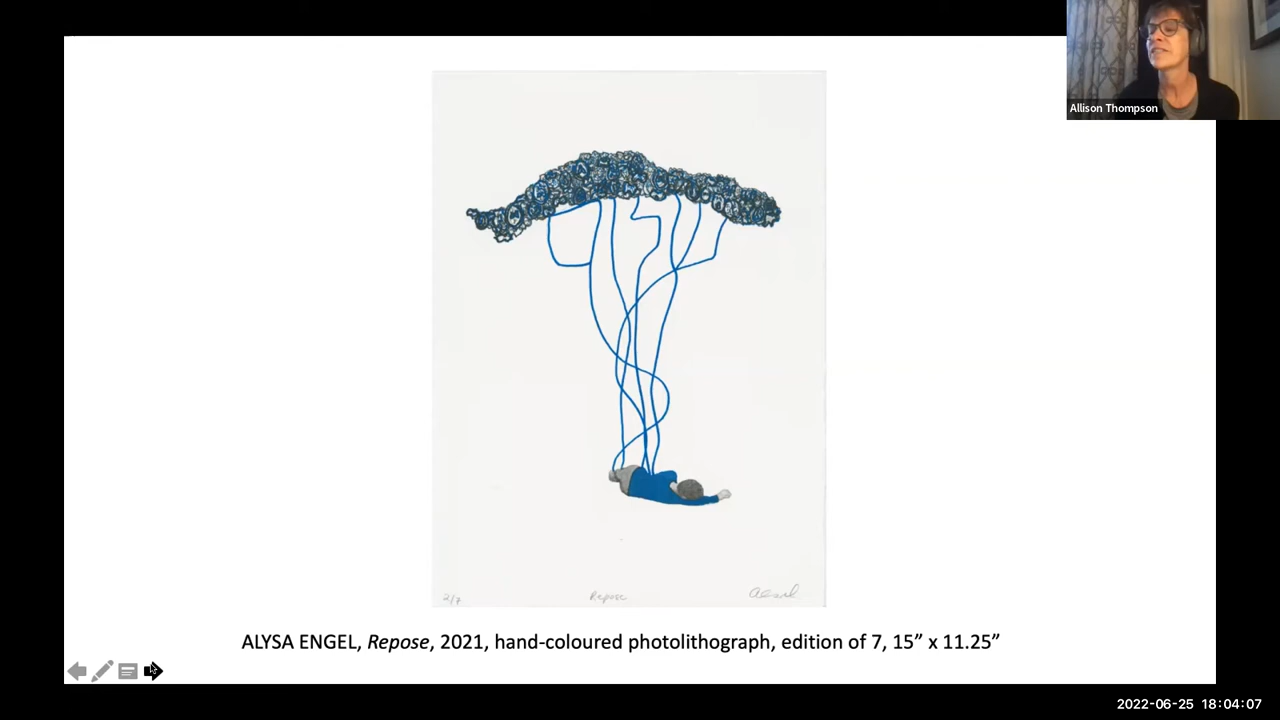 Allison Thompson
2/7
Repose
ALYSA ENGEL, Repose, 2021, hand-coloured photolithograph, edition of 7, 15” x 11.25”
2022-06-25 18:04:07